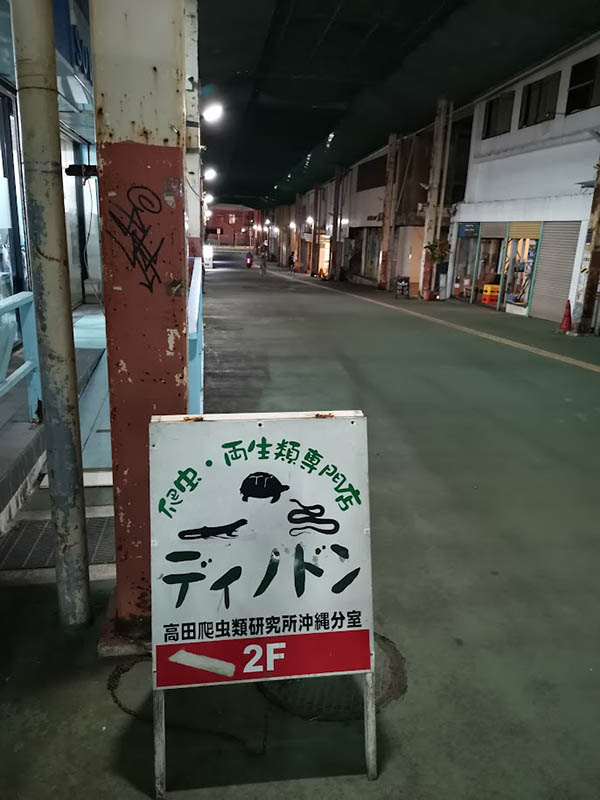 爬虫・両生類専門店
ディノドン
高田爬虫類研究所沖縄分室
2F